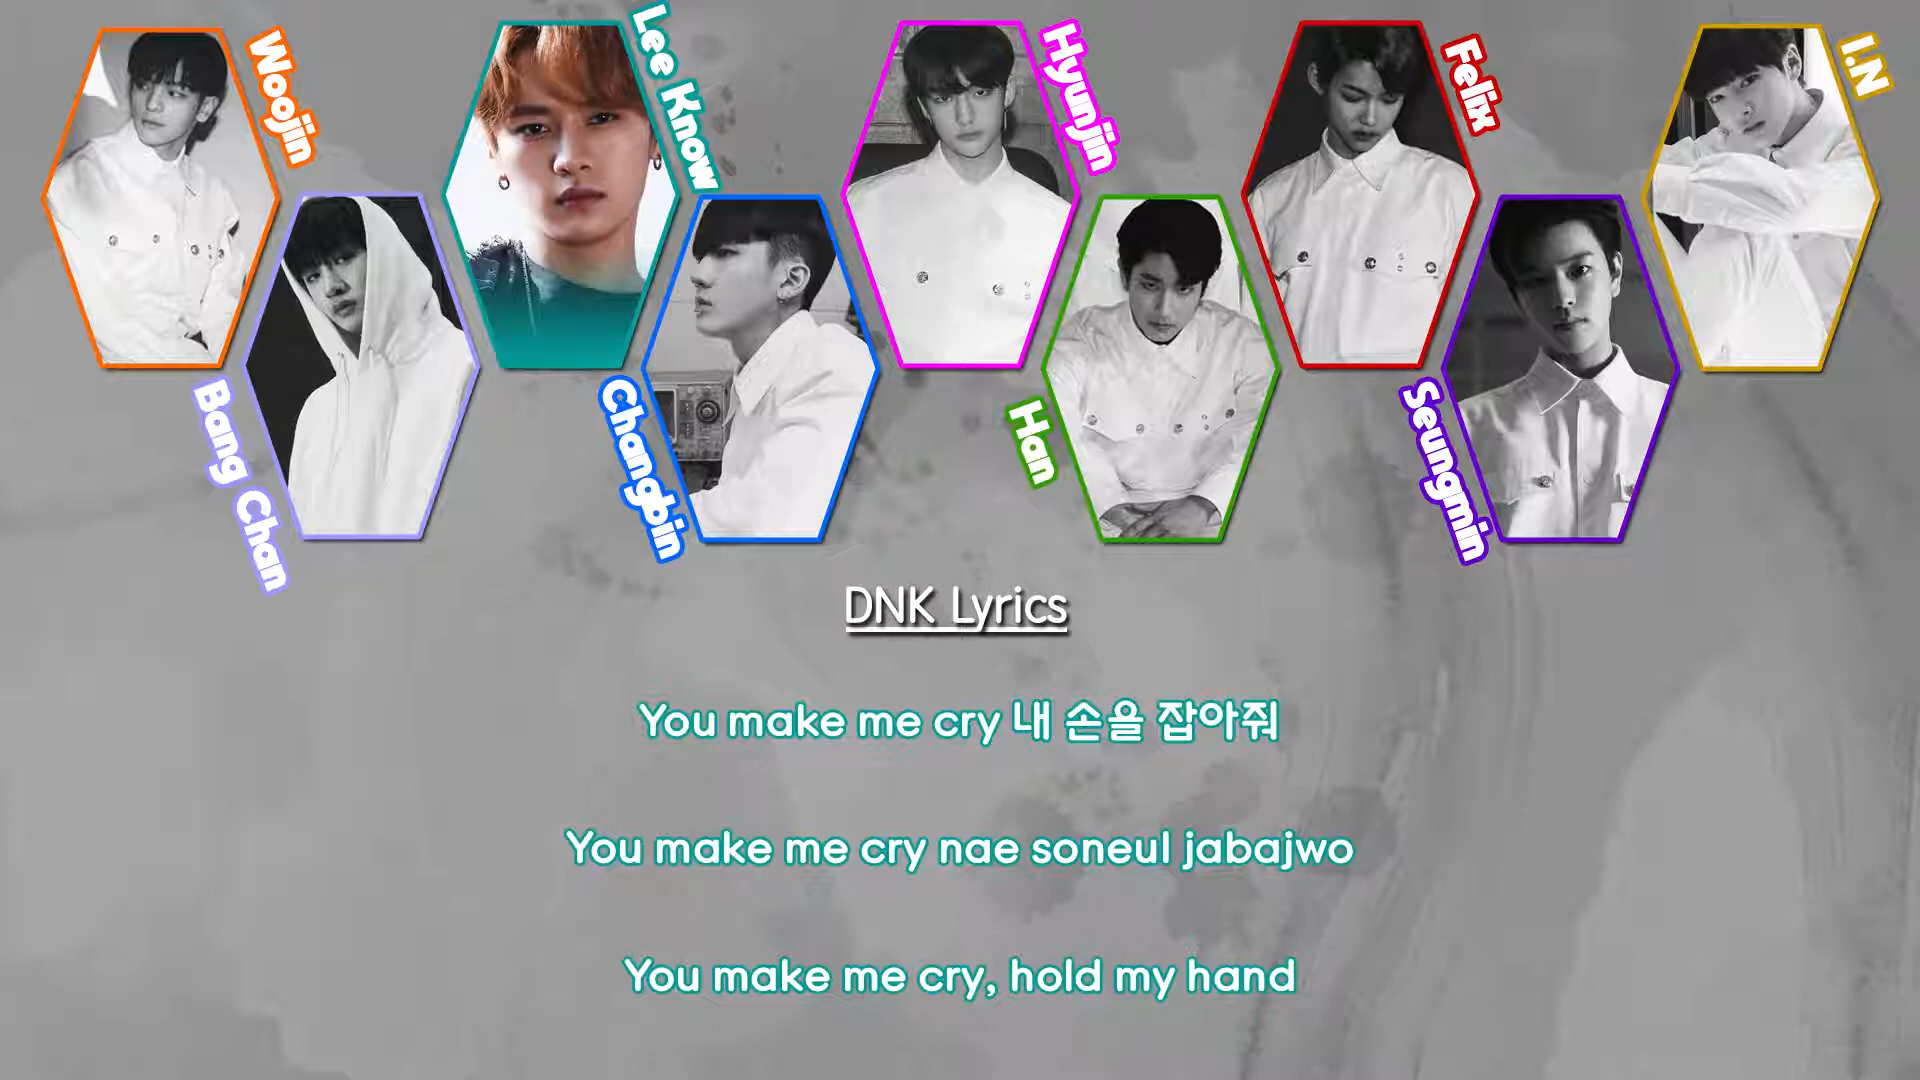 Woojin
Lee Know
Hyunjin
Felix
I.N
Bang Chan
Changbin
Han
Seungmin
DNK Lyrics
You make me cry 내 손을 잡아줘
You make me cry nae soneul jabajwo
You make me cry, hold my hand